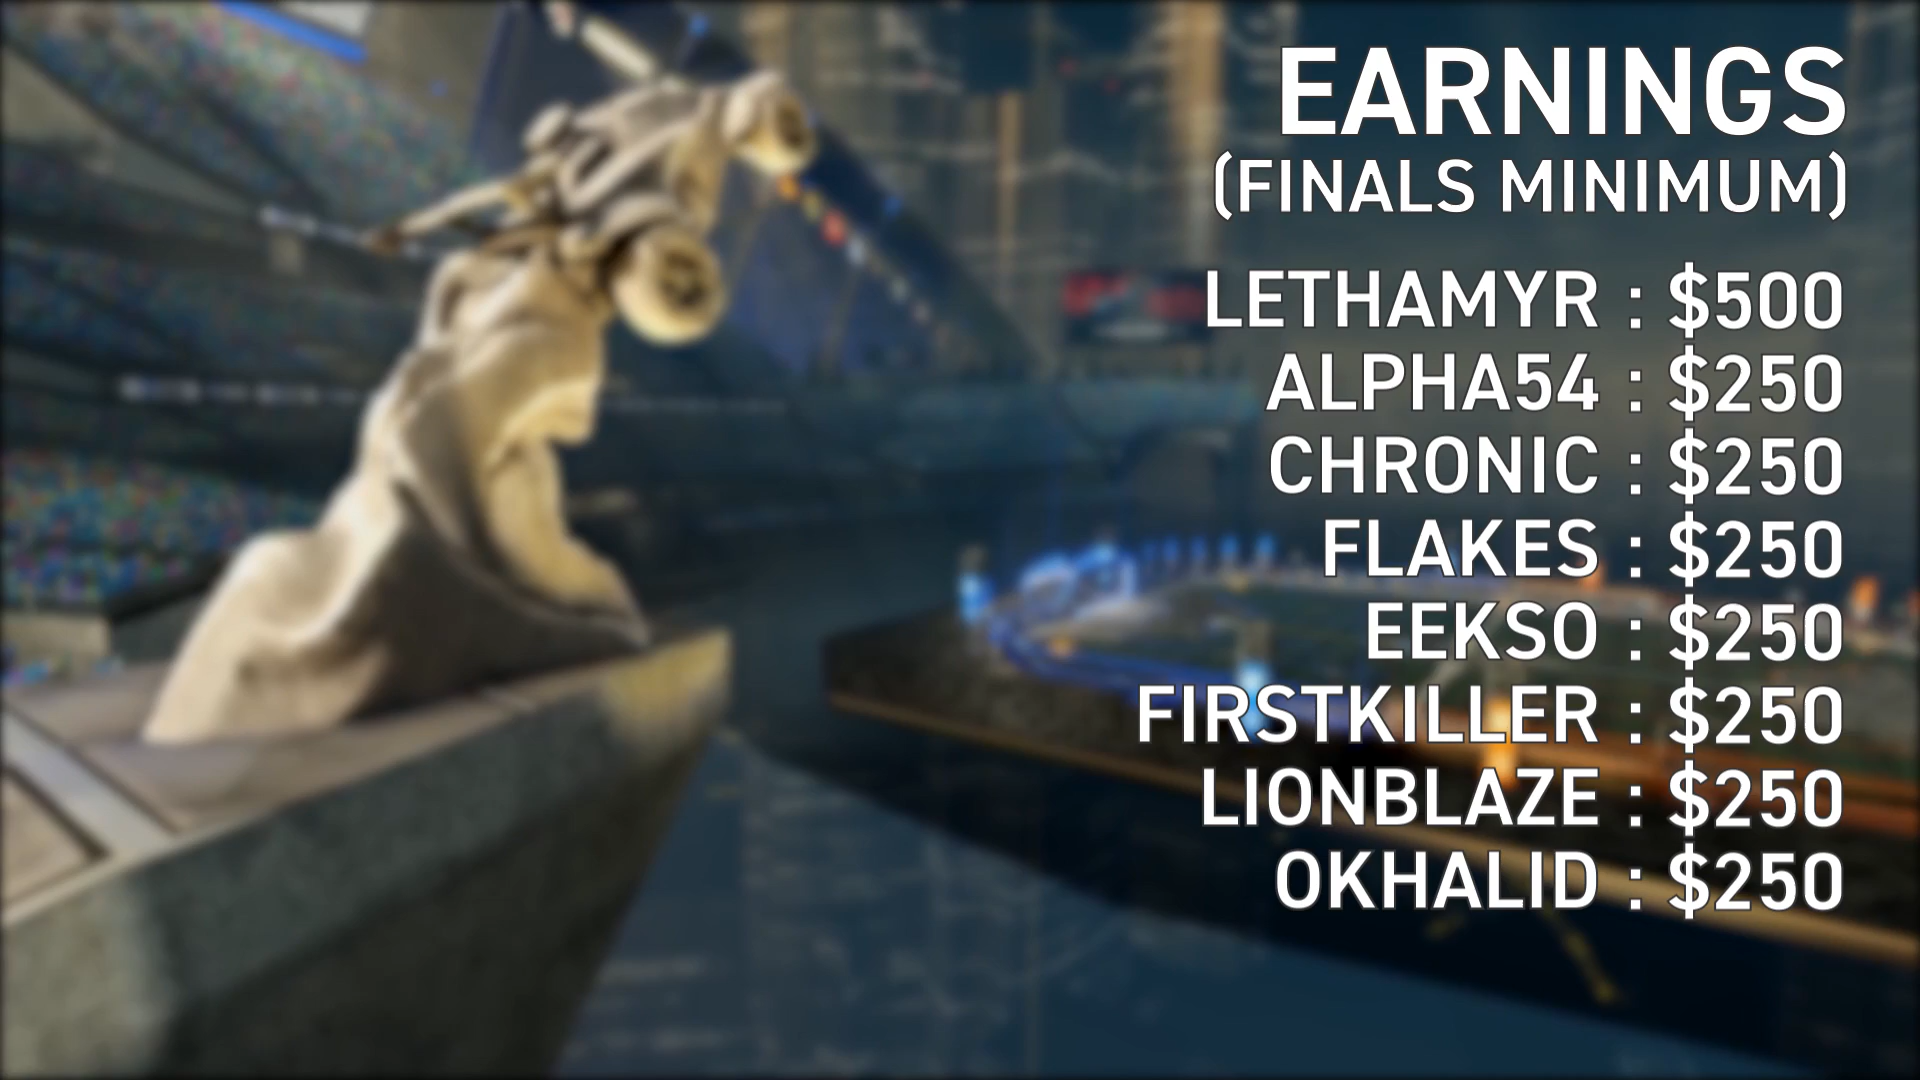 EARNINGS
(FINALS MINIMUM)
LETHAMYR : $500
ALPHA54 : $250
CHRONIC : $250
FLAKES : $250
EEKSO : $250
FIRSTKILLER : $250
LIONBLAZE : $250
OKHALID : $250